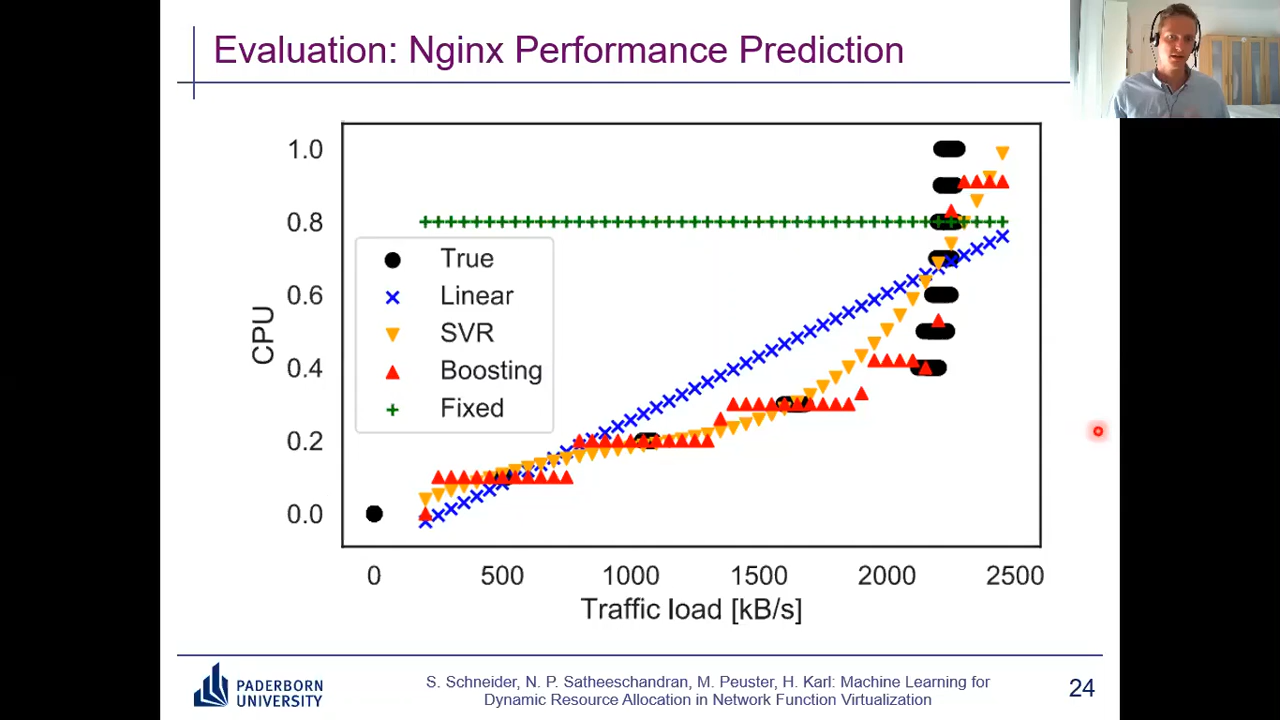 Evaluation: Nginx Performance Prediction
1.0
0.8
0.6
0.4
0.2
0.0
CPU
True
Linear
SVR
Boosting
Fixed
0 500 1000 1500 2000 2500
Traffic load [kB/s]
PADERBORN
UNIVERSITY
S. Schneider, N. P. Satheeschandran, M. Peuster, H. Karl: Machine Learning for
Dynamic Resource Allocation in Network Function Virtualization
24